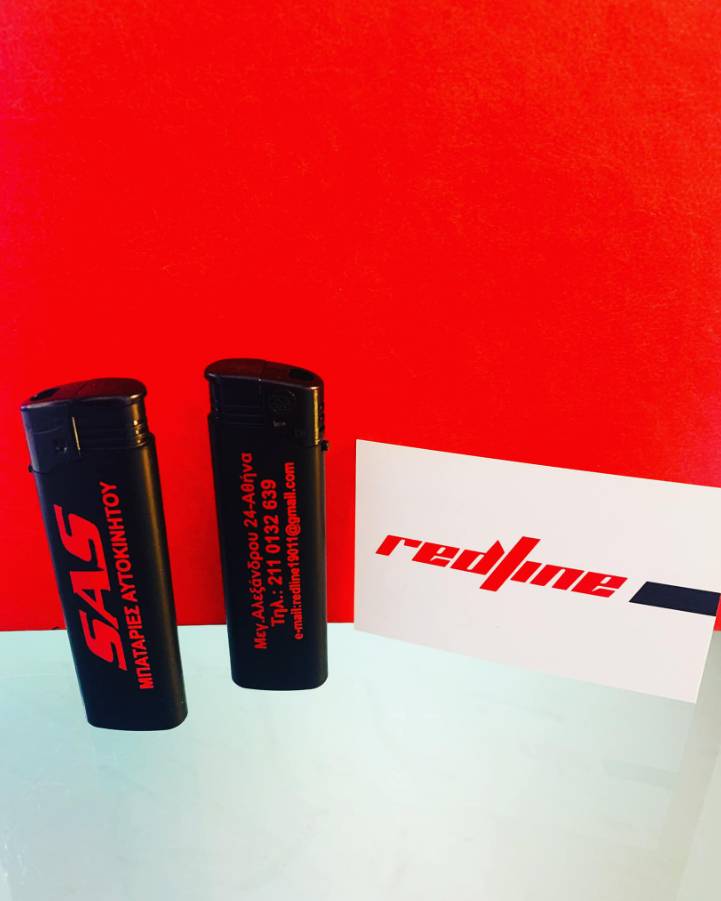 SAS
ΜΠΑΤΑΡΙΕΣ ΑΥΤΟΚΙΝΗΤΟΥ
Μεγ.Αλεξάνδρου 24-Αθήνα
Τηλ.: 211 0132 639
e-mail:redline19011@gmail.com
redline